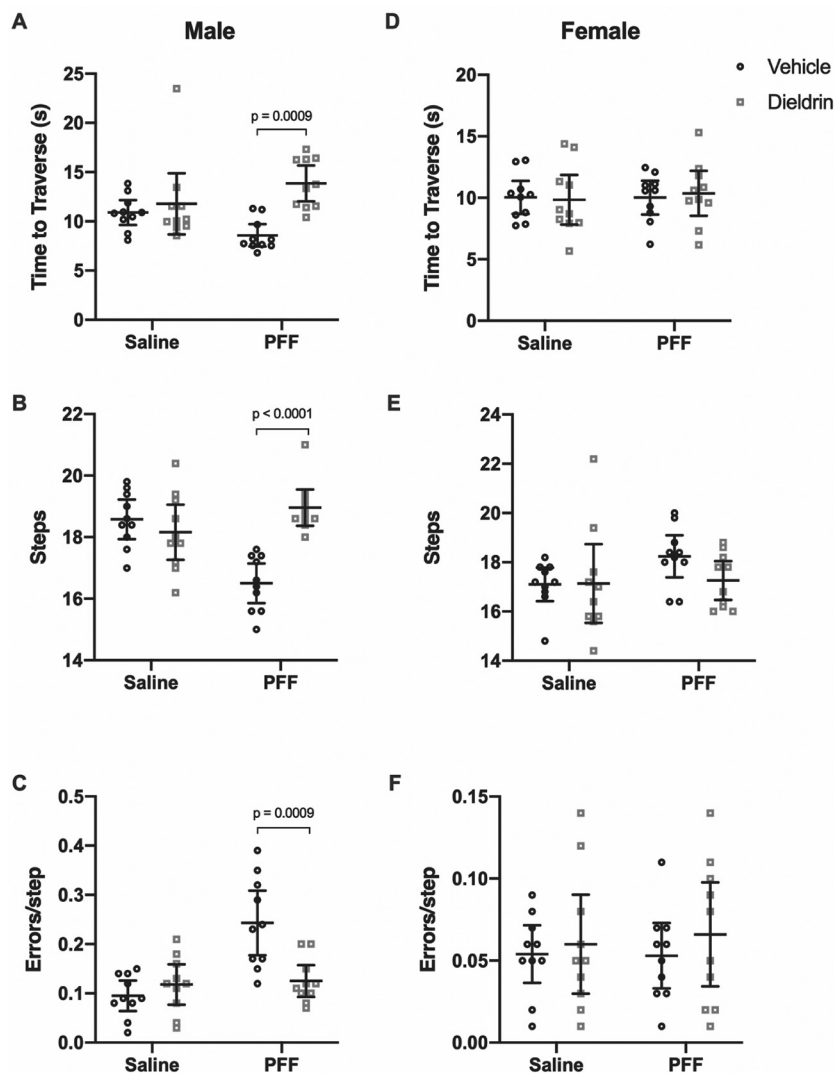 A
Male
Time to Traverse (s)
25
20
15
10
5
0
p = 0.0009
Saline
PFF
D
Female
Time to Traverse (s)
20
15
10
5
0
Saline
PFF
Vehicle
Dieldrin
B
Steps
22
20
18
16
14
p < 0.0001
Saline
PFF
E
Steps
24
22
20
18
16
14
Saline
PFF
C
Errors/step
0.5
0.4
0.3
0.2
0.1
0.0
p = 0.0009
Saline
PFF
F
Errors/step
0.15
0.10
0.05
0.00
Saline
PFF